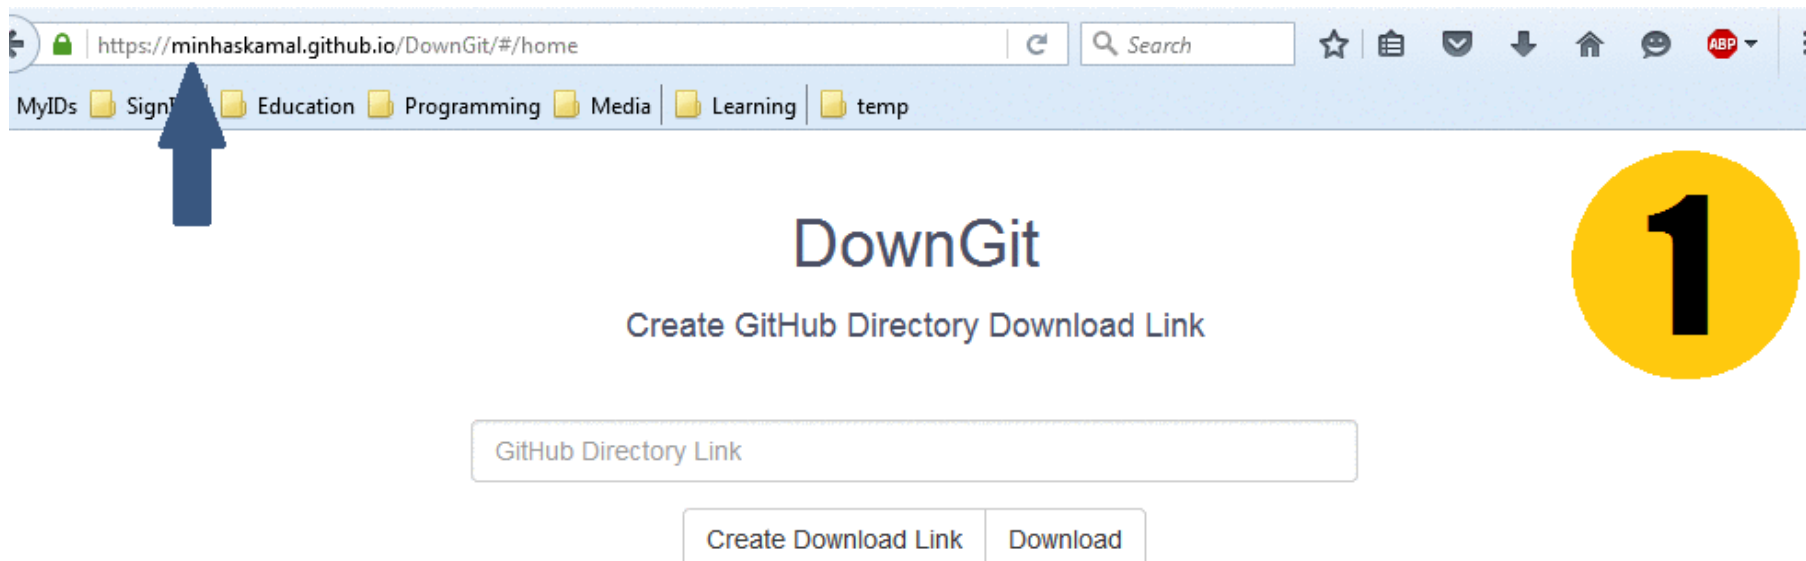 https://minhaskamal.github.io/DownGit/#/home Search ABP
MyIDs Education Programming Media Learning temp
1
DownGit
Create GitHub Directory Download Link
GitHub Directory Link
Create Download Link Download